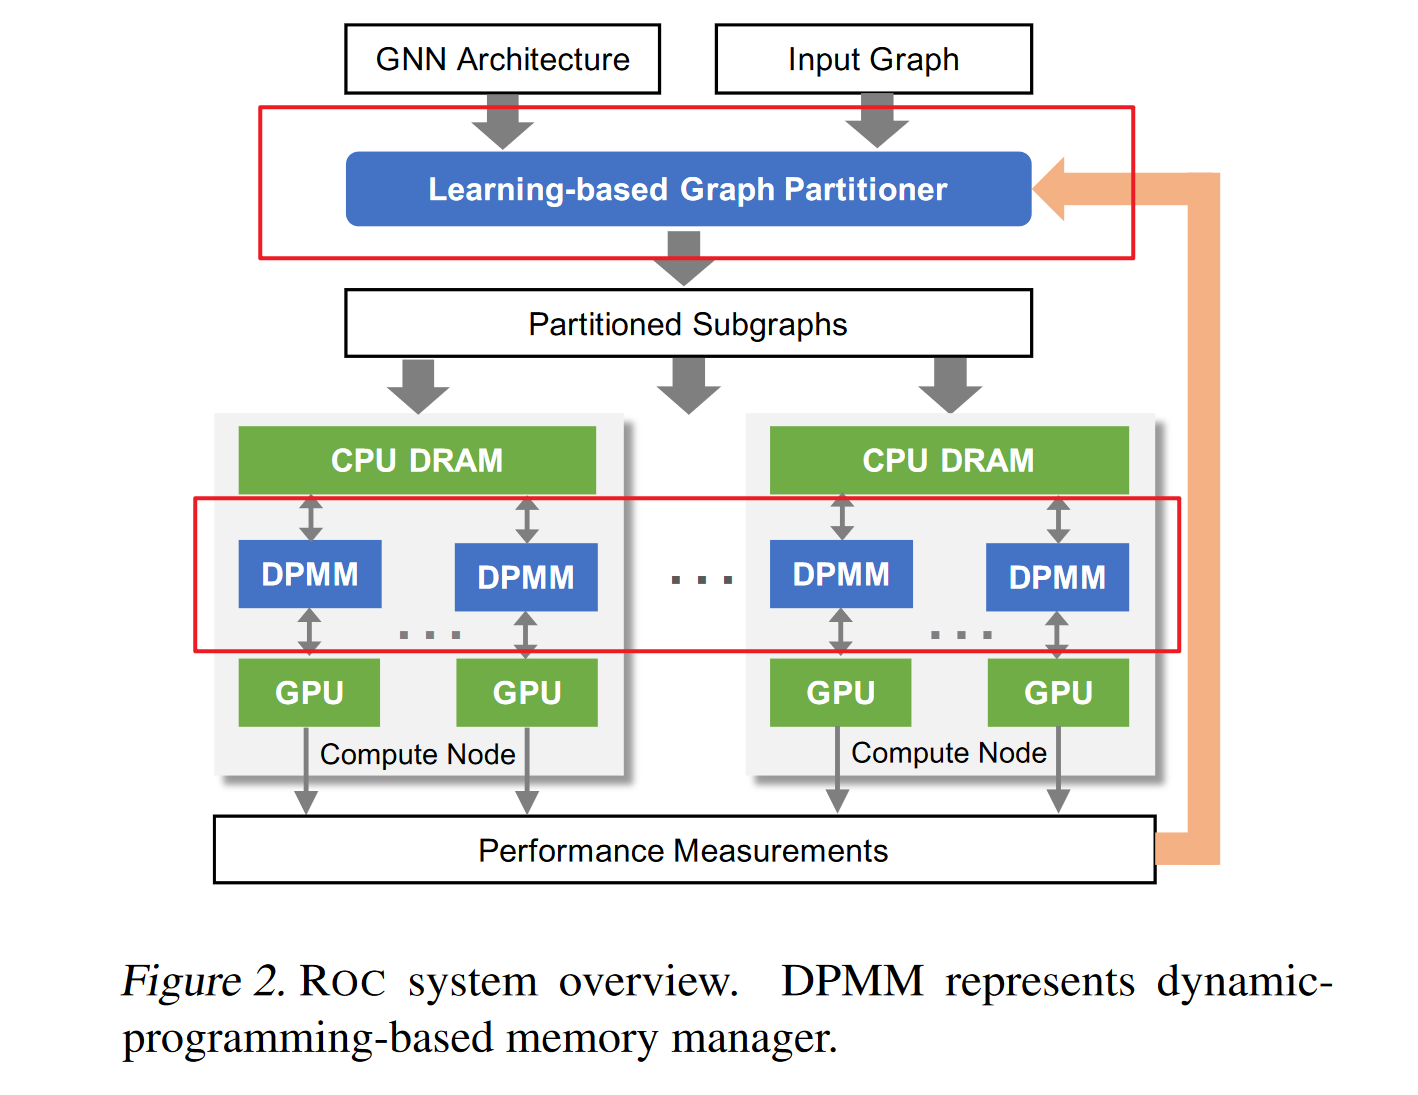 GNN Architecture
Input Graph
Learning-based Graph Partitioner
Partitioned Subgraphs
CPU DRAM
CPU DRAM
DPMM
DPMM
. . .
DPMM
DPMM
. . .
. . .
GPU
GPU
GPU
GPU
Compute Node
Compute Node
Performance Measurements
Figure 2. ROC system overview. DPMM represents dynamic-
programming-based memory manager.